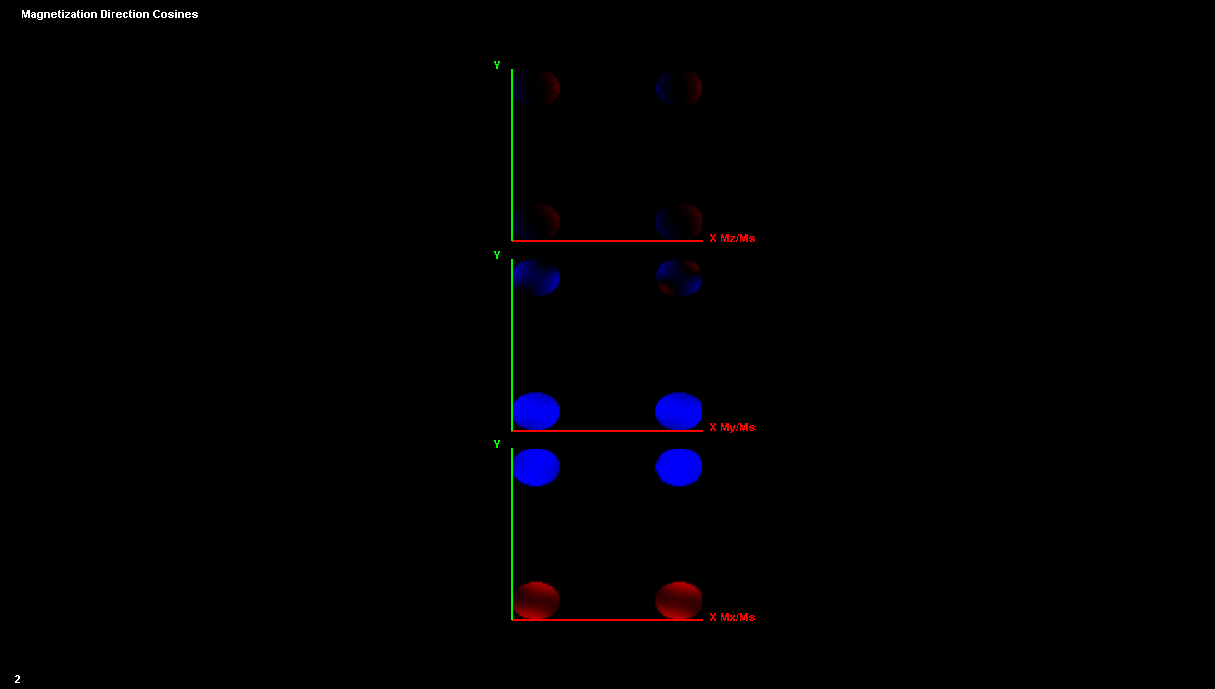 Magnetization Direction Cosines
Y
X Mz/Ms
Y
X My/Ms
Y
X Mx/Ms
2